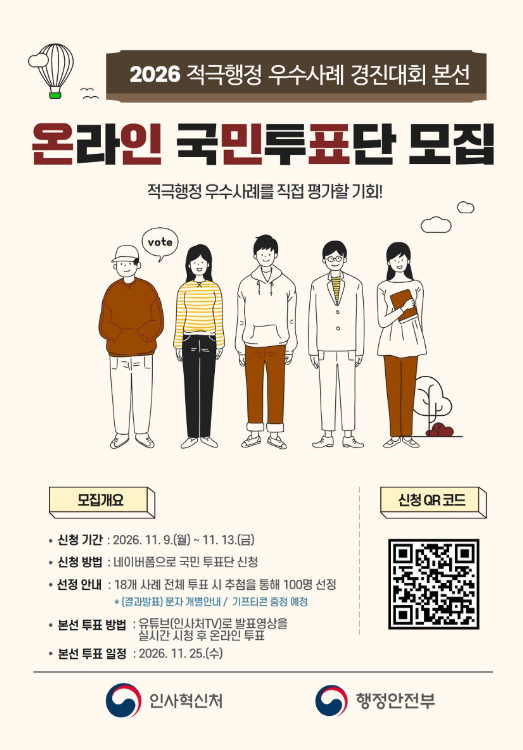 2026 적극행정 우수사례 경진대회 본선
온라인 국민투표단 모집
적극행정 우수사례를 직접 평가할 기회!
vote
모집개요
• 신청 기간 : 2026. 11. 9.(월) ~ 11. 13.(금)
• 신청 방법 : 네이버폼으로 국민 투표단 신청
• 선정 안내 : 18개 사례 전체 투표 시 추첨을 통해 100명 선정
* (결과발표) 문자 개별안내 / 기프티콘 증정 예정
• 본선 투표 방법 : 유튜브(인사처TV)로 발표영상을
실시간 시청 후 온라인 투표
• 본선 투표 일정 : 2026. 11. 25.(수)
신청 QR 코드
인사혁신처
행정안전부